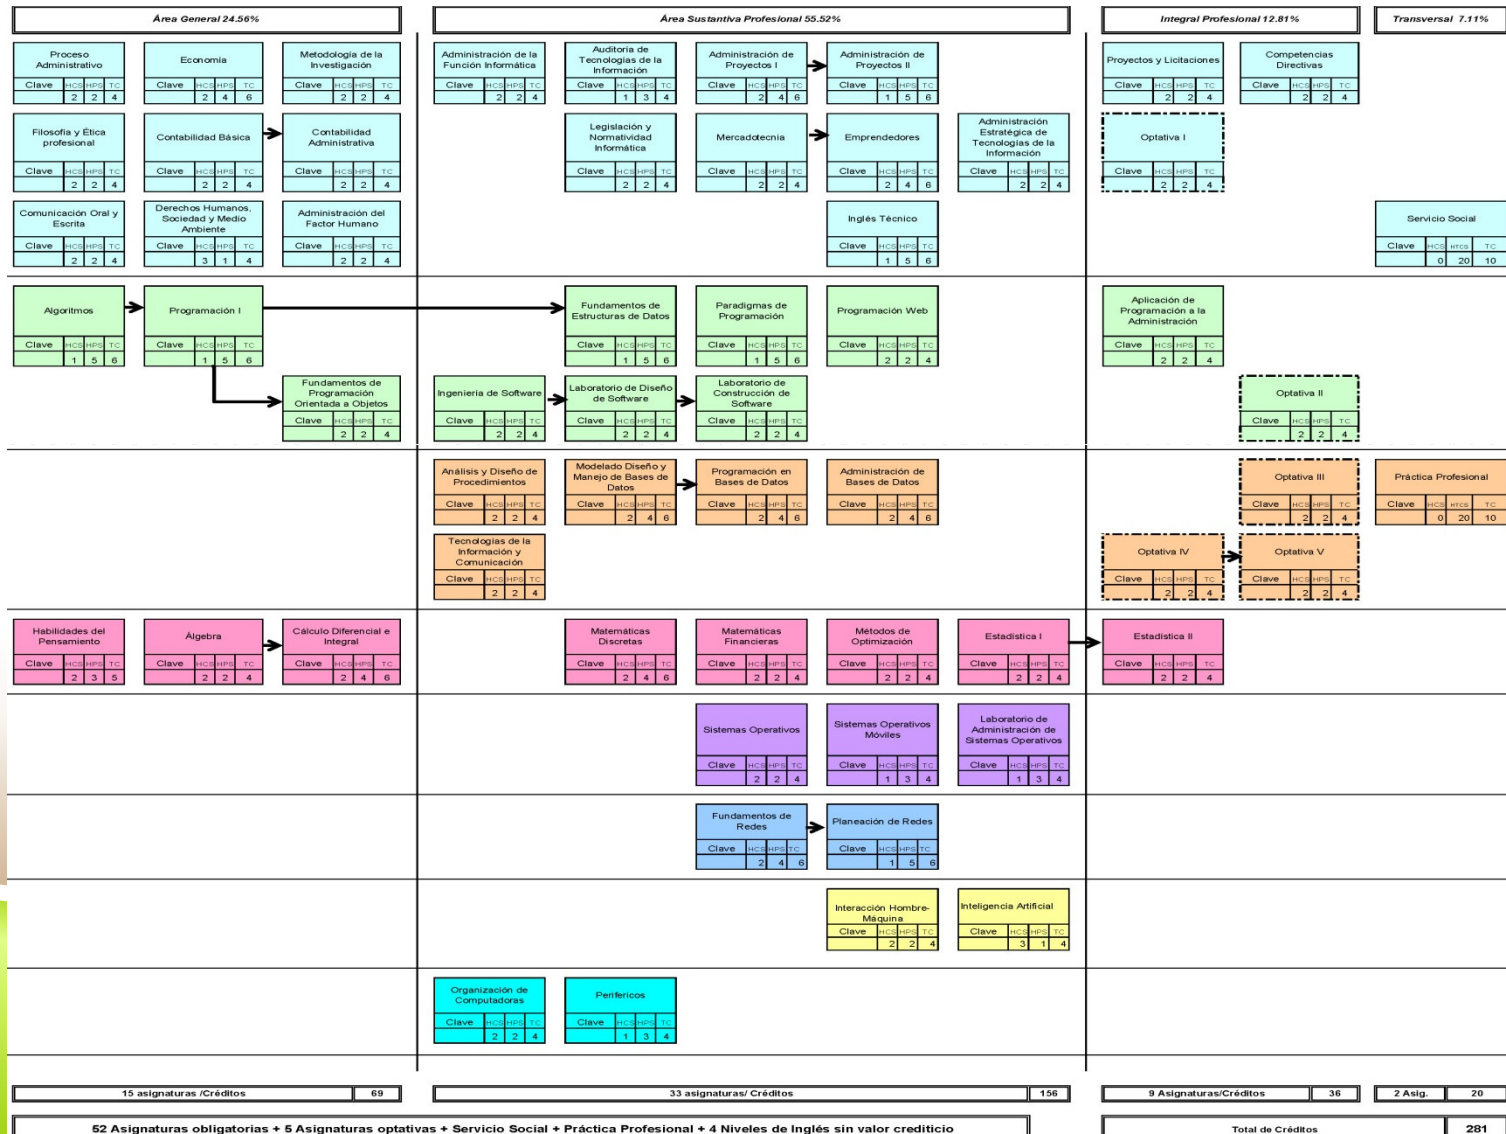 Área General 24.56%
Área Sustantiva Profesional 55.52%
Integral Profesional 12.81%
Transversal 7.11%
Proceso
Administrativo
Clave HCS HPS TC
2 2 4
Economía
Clave HCS HPS TC
2 4 6
Metodología de la
Investigación
Clave HCS HPS TC
2 2 4
Administración de la
Función Informática
Clave HCS HPS TC
2 2 4
Auditoria de
Tecnologías de la
Información
Clave HCS HPS TC
1 3 4
Administración de
Proyectos I
Clave HCS HPS TC
2 4 6
Administración de
Proyectos II
Clave HCS HPS TC
1 5 6
Proyectos y Licitaciones
Clave HCS HPS TC
2 2 4
Competencias
Directivas
Clave HCS HPS TC
2 2 4
Filosofía y Ética
profesional
Clave HCS HPS TC
2 2 4
Contabilidad Básica
Clave HCS HPS TC
2 2 4
Contabilidad
Administrativa
Clave HCS HPS TC
2 2 4
Legislación y
Normatividad
Informática
Clave HCS HPS TC
2 2 4
Mercadotecnia
Clave HCS HPS TC
2 2 4
Emprendedores
Clave HCS HPS TC
2 4 6
Administración
Estratégica de
Tecnologías de la
Información
Clave HCS HPS TC
2 2 4
Optativa I
Clave HCS HPS TC
2 2 4
Comunicación Oral y
Escrita
Clave HCS HPS TC
2 2 4
Derechos Humanos,
Sociedad y Medio
Ambiente
Clave HCS HPS TC
3 1 4
Administración del
Factor Humano
Clave HCS HPS TC
2 2 4
Inglés Técnico
Clave HCS HPS TC
1 5 6
Servicio Social
Clave HCS HTCS TC
0 20 10
Algoritmos
Clave HCS HPS TC
1 5 6
Programación I
Clave HCS HPS TC
1 5 6
Fundamentos de
Estructuras de Datos
Clave HCS HPS TC
1 5 6
Paradigmas de
Programación
Clave HCS HPS TC
1 5 6
Programación Web
Clave HCS HPS TC
2 2 4
Aplicación de
Programación a la
Administración
Clave HCS HPS TC
2 2 4
Fundamentos de
Programación
Orientada a Objetos
Clave HCS HPS TC
2 2 4
Ingeniería de Software
Clave HCS HPS TC
2 2 4
Laboratorio de Diseño
de Software
Clave HCS HPS TC
2 2 4
Laboratorio de
Construcción de
Software
Clave HCS HPS TC
2 2 4
Optativa II
Clave HCS HPS TC
2 2 4
Análisis y Diseño de
Procedimientos
Clave HCS HPS TC
2 2 4
Modelado Diseño y
Manejo de Bases de
Datos
Clave HCS HPS TC
2 4 6
Programación en
Bases de Datos
Clave HCS HPS TC
2 4 6
Administración de
Bases de Datos
Clave HCS HPS TC
2 4 6
Optativa III
Clave HCS HPS TC
2 2 4
Práctica Profesional
Clave HCS HTCS TC
0 20 10
Tecnologías de la
Información y
Comunicación
Clave HCS HPS TC
2 2 4
Optativa IV
Clave HCS HPS TC
2 2 4
Optativa V
Clave HCS HPS TC
2 2 4
Habilidades del
Pensamiento
Clave HCS HPS TC
2 3 5
Álgebra
Clave HCS HPS TC
2 2 4
Cálculo Diferencial e
Integral
Clave HCS HPS TC
2 4 6
Matemáticas
Discretas
Clave HCS HPS TC
2 4 6
Matemáticas
Financieras
Clave HCS HPS TC
2 2 4
Métodos de
Optimización
Clave HCS HPS TC
2 2 4
Estadística I
Clave HCS HPS TC
2 2 4
Estadística II
Clave HCS HPS TC
2 2 4
Sistemas Operativos
Clave HCS HPS TC
2 2 4
Sistemas Operativos
Móviles
Clave HCS HPS TC
1 3 4
Laboratorio de
Administración de
Sistemas Operativos
Clave HCS HPS TC
1 3 4
Fundamentos de
Redes
Clave HCS HPS TC
2 4 6
Planeación de Redes
Clave HCS HPS TC
1 5 6
Interacción Hombre-
Máquina
Clave HCS HPS TC
2 2 4
Inteligencia Artificial
Clave HCS HPS TC
3 1 4
Organización de
Computadoras
Clave HCS HPS TC
2 2 4
Perifericos
Clave HCS HPS TC
1 3 4
15 asignaturas /Créditos 69
33 asignaturas/ Créditos 156
9 Asignaturas/Créditos 36
2 Asig. 20
52 Asignaturas obligatorias + 5 Asignaturas optativas + Servicio Social + Práctica Profesional + 4 Niveles de Inglés sin valor crediticio
Total de Créditos 281